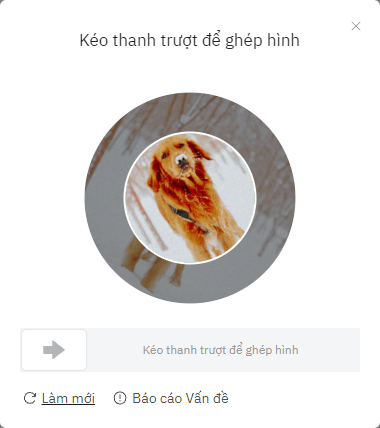 Kéo thanh trượt để ghép hình
Kéo thanh trượt để ghép hình
Làm mới
Báo cáo Vấn đề